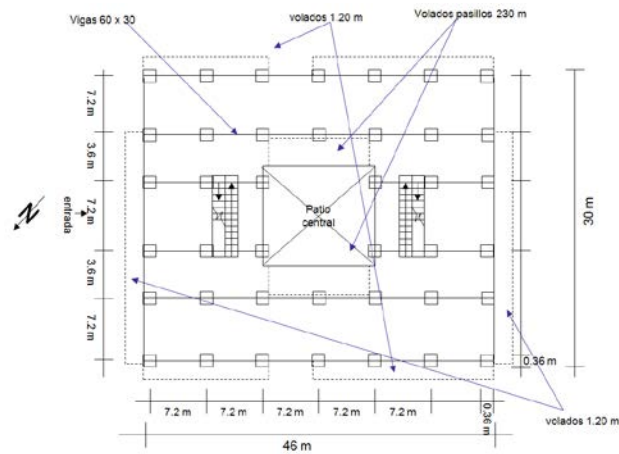 Vigas 60 x 30
volados 1.20 m
Volados pasillos 230 m
7.2 m
3.6 m
7.2 m
3.6 m
7.2 m
N
entrada
Patio
central
30 m
0.36 m
volados 1.20 m
7.2 m
7.2 m
7.2 m
7.2 m
7.2 m
0.36 m
46 m